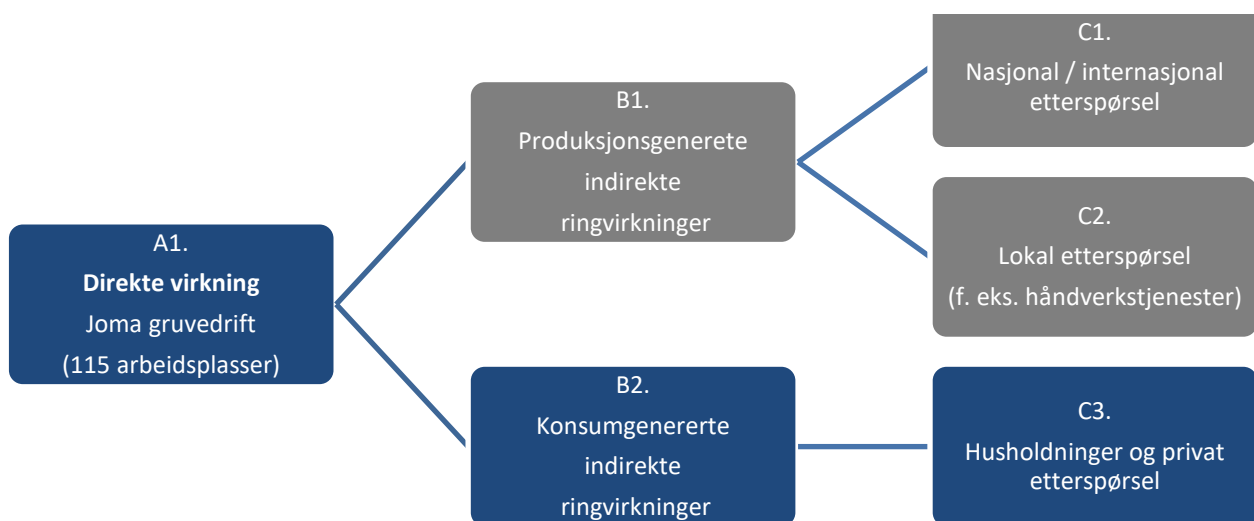 A1.
Direkte virkning
Joma gruvedrift
(115 arbeidsplasser)
B1.
Produksjonsgenerete
indirekte
ringvirkninger
B2.
Konsumgenererte
indirekte
ringvirkninger
C1.
Nasjonal / internasjonal
etterspørsel
C2.
Lokal etterspørsel
(f. eks. håndverkstjenester)
C3.
Husholdninger og privat
etterspørsel